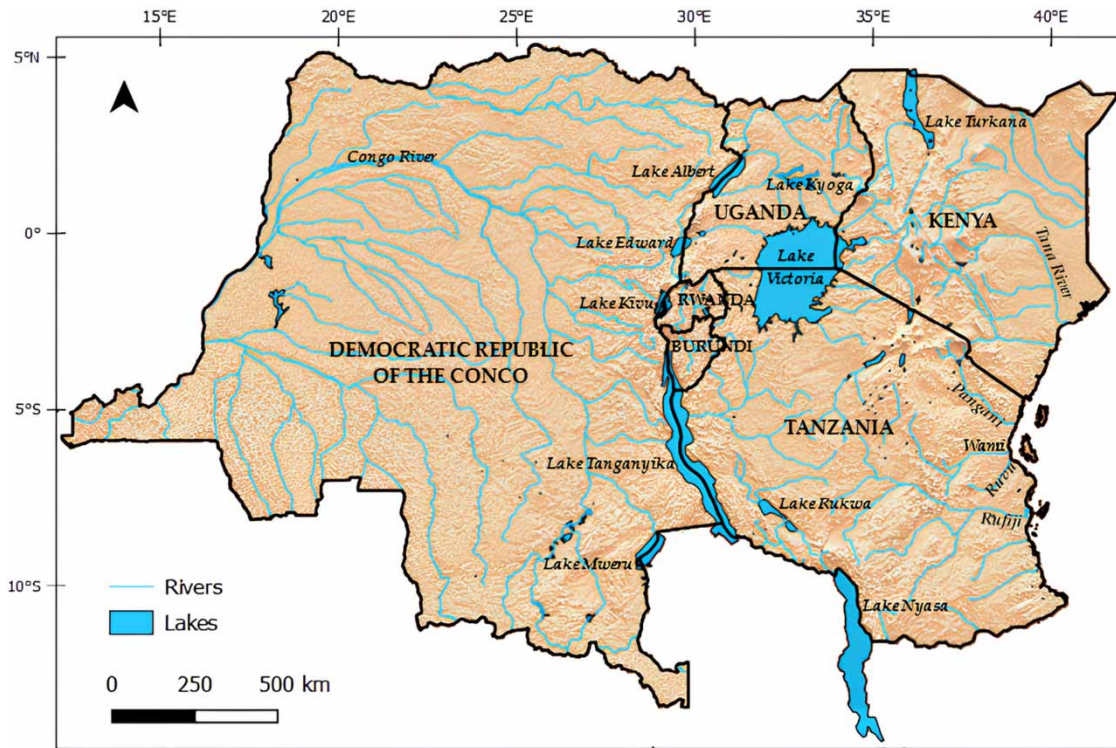 15°E 20°E 25°E 30°E 35°E 40°E
5°N
Lake Turkana
Congo River
Lake Albert
Lake Kyoga
UGANDA
KENYA
0°
Lake Edward
Lake
Victoria
Tana River
Lake Kivu
RWANDA
BURUNDI
DEMOCRATIC REPUBLIC
OF THE CONCO
5°S
Pangani
TANZANIA
Wami
Lake Tanganyika
Ruvu
Lake Rukwa
Rufiji
Lake Mweru
10°S
Rivers
Lake Nyasa
Lakes
0 250 500 km